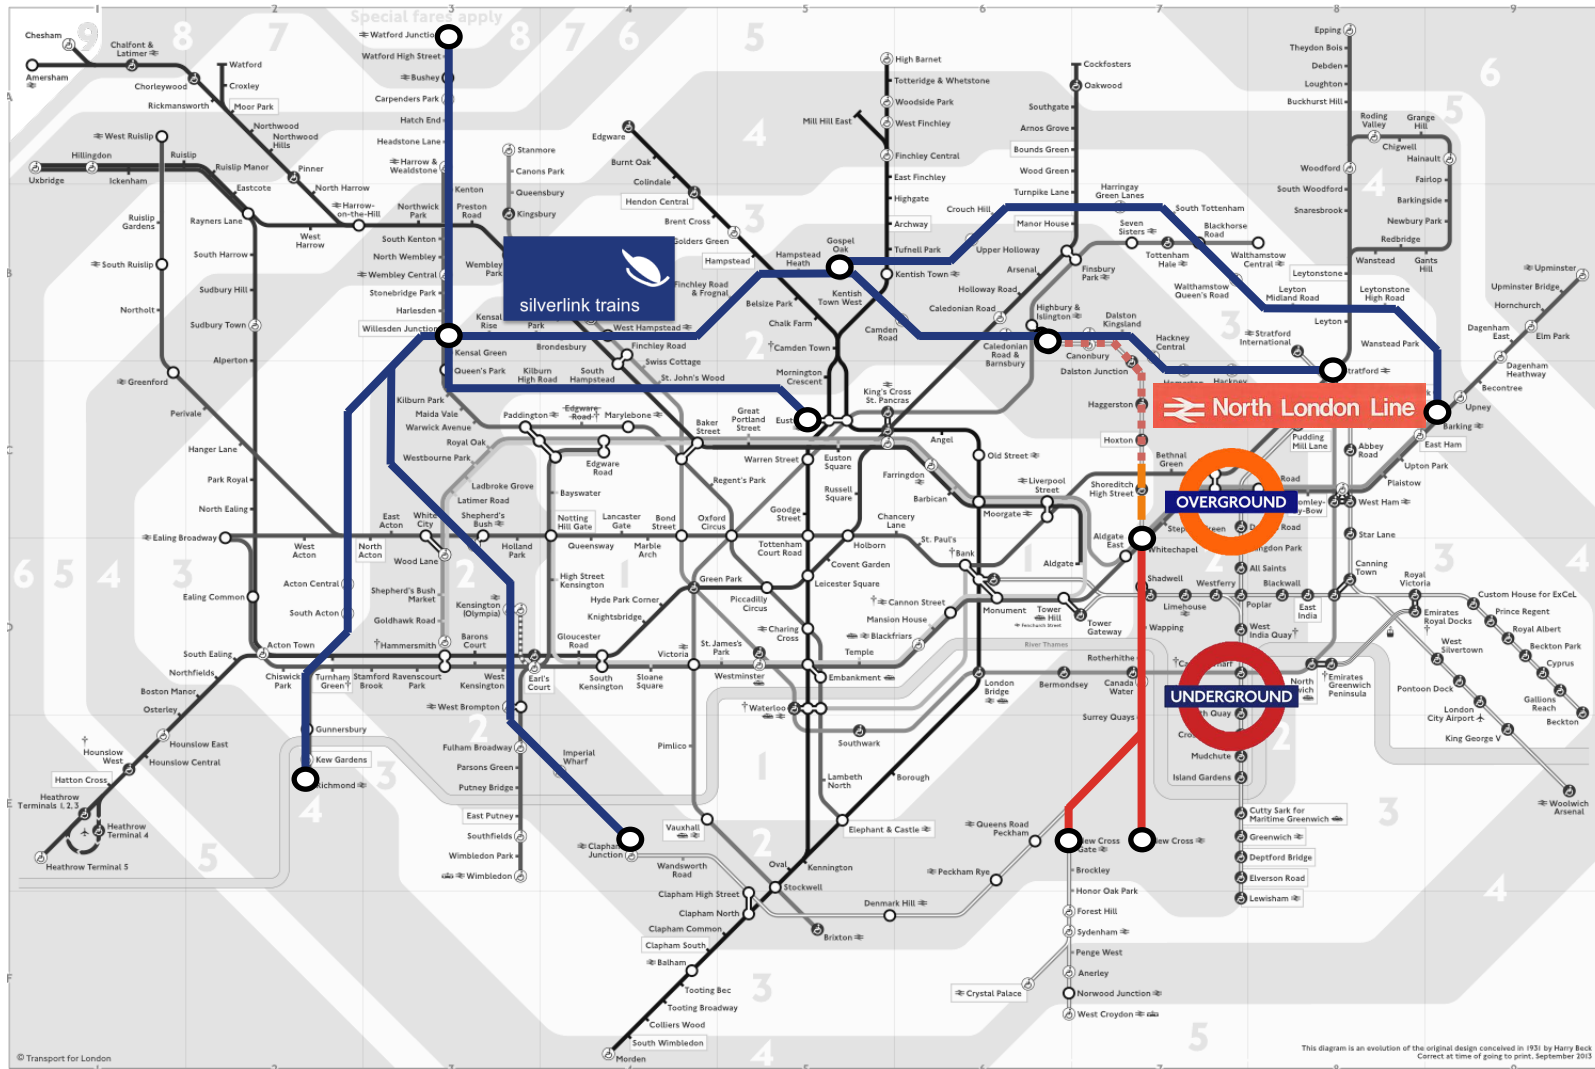 Special fares apply
Chesham
Chalfont &
Latimer
Amersham
Watford
Croxley
Chorleywood
Rickmansworth
Moor Park
Northwood
Northwood
Hills
Pinner
North Harrow
Harrow-
on-the-Hill
West Ruislip
Hillingdon
Ruislip
Ruislip Manor
Eastcote
Uxbridge
Ickenham
Rayners Lane
West
Harrow
Ruislip
Gardens
South Harrow
South Ruislip
Sudbury Hill
Northolt
Sudbury Town
Alperton
Greenford
Perivale
Hanger Lane
Park Royal
North Ealing
Ealing Broadway
West
Acton
North
Acton
East
Acton
White
City
Ealing Common
Acton Central
South Acton
South Ealing
Acton Town
Northfields
Boston Manor
Osterley
Hounslow
West
Hounslow East
Hounslow Central
Hatton Cross
Heathrow
Terminals 1, 2, 3
Heathrow
Terminal 4
Heathrow Terminal 5
Watford Junction
Watford High Street
Bushey
Carpenders Park
Hatch End
Headstone Lane
Harrow &
Wealdstone
Kenton
Northwick
Park
Preston
Road
South Kenton
North Wembley
Wembley
Park
Wembley Central
Stonebridge Park
Harlesden
Willesden Junction
Kensal
Rise
Park
Kensal Green
Queen's Park
Brondesbury
Kilburn
High Road
South
Hampstead
Kilburn Park
Maida Vale
Warwick Avenue
Royal Oak
Westbourne Park
Ladbroke Grove
Latimer Road
Stanmore
Canons Park
Queensbury
Kingsbury
silverlink trains
West Hampstead
Finchley Road
Swiss Cottage
St. John's Wood
Edgware
Burnt Oak
Colindale
Hendon Central
Brent Cross
Golders Green
Hampstead
Finchley Road
& Frognal
Hampstead
Heath
Belsize Park
Chalk Farm
Camden Town
Mornington
Crescent
Gospel
Oak
Kentish
Town West
Camden
Road
High Barnet
Totteridge & Whetstone
Woodside Park
Mill Hill East
West Finchley
Finchley Central
East Finchley
Highgate
Archway
Tufnell Park
Kentish Town
Crouch Hill
Upper Holloway
Harringay
Green Lanes
South Tottenham
Seven
Sisters
Blackhorse
Road
Tottenham
Hale
Walthamstow
Central
Walthamstow
Queen's Road
Leyton
Midland Road
Leytonstone
High Road
Wanstead Park
Cockfosters
Oakwood
Southgate
Arnos Grove
Bounds Green
Wood Green
Turnpike Lane
Manor House
Finsbury
Park
Arsenal
Holloway Road
Caledonian Road
Caledonian
Road &
Barnsbury
Highbury &
Islington
Canonbury
Dalston
Kingsland
Dalston Junction
Hackney
Central
Stratford
International
Stratford
Haggerston
Hoxton
Shoreditch
High Street
Epping
Theydon Bois
Debden
Loughton
Buckhurst Hill
Roding
Valley
Grange
Hill
Chigwell
Hainault
Woodford
Fairlop
South Woodford
Barkingside
Snaresbrook
Newbury Park
Redbridge
Wanstead
Gants
Hill
Leytonstone
Leyton
Upminster
Upminster Bridge
Hornchurch
Elm Park
Dagenham
East
Dagenham
Heathway
Becontree
Upney
Barking
East Ham
Upton Park
Plaistow
West Ham
North London Line
Pudding
Mill Lane
Abbey
Road
Bethnal
Green
OVERGROUND
UNDERGROUND
Star Lane
Canning
Town
Royal
Victoria
Custom House for ExCeL
Prince Regent
Royal Albert
Beckton Park
Cyprus
Gallions
Reach
Beckton
Emirates
Royal Docks
West
Silvertown
Pontoon Dock
London
City Airport
King George V
Woolwich
Arsenal
Emirates
Greenwich
Peninsula
All Saints
Poplar
Blackwall
East
India
Westferry
Limehouse
Shadwell
Wapping
Rotherhithe
Canada
Water
Surrey Quays
West
India Quay
Mudchute
Island Gardens
Cutty Sark for
Maritime Greenwich
Greenwich
Deptford Bridge
Elverson Road
Lewisham
Paddington
Edgware
Road
Marylebone
Edgware
Road
Great
Portland
Street
Baker
Street
King's Cross
St. Pancras
Euston
Square
Warren Street
Regent's Park
Angel
Old Street
Farringdon
Barbican
Moorgate
Liverpool
Street
Russell
Square
Goodge
Street
Bayswater
Shepherd's
Bush
Notting
Hill Gate
Lancaster
Gate
Bond
Street
Oxford
Circus
Holland
Park
Queensway
Marble
Arch
Tottenham
Court Road
Holborn
Chancery
Lane
St. Paul's
Bank
Aldgate
East
Aldgate
Whitechapel
Covent Garden
Leicester Square
Wood Lane
Shepherd's Bush
Market
Goldhawk Road
Hammersmith
Kensington
(Olympia)
Barons
Court
High Street
Kensington
Hyde Park Corner
Knightsbridge
Green Park
Piccadilly
Circus
Charing
Cross
Cannon Street
Mansion House
Blackfriars
Temple
Monument
Tower
Hill
Fenchurch Street
Tower
Gateway
River Thames
Gloucester
Road
St. James's
Park
Victoria
Westminster
Embankment
Chiswick
Park
Turnham
Green
Stamford
Brook
Ravenscourt
Park
West
Kensington
Earl's
Court
South
Kensington
Sloane
Square
Waterloo
Southwark
London
Bridge
Bermondsey
Gunnersbury
Kew Gardens
Richmond
West Brompton
Fulham Broadway
Parsons Green
Putney Bridge
East Putney
Southfields
Wimbledon Park
Wimbledon
Imperial
Wharf
Clapham
Junction
Pimlico
Vauxhall
Lambeth
North
Borough
Elephant & Castle
Kennington
Oval
Stockwell
Brixton
Wandsworth
Road
Clapham High Street
Clapham North
Clapham Common
Clapham South
Balham
Tooting Bec
Tooting Broadway
Colliers Wood
South Wimbledon
Morden
Denmark Hill
Peckham Rye
Queens Road
Peckham
New Cross
Gate
New Cross
Brockley
Honor Oak Park
Forest Hill
Sydenham
Penge West
Anerley
Crystal Palace
Norwood Junction
West Croydon
© Transport for London
This diagram is an evolution of the original design conceived in 1931 by Harry Beck
Correct at time of going to print, September 2013